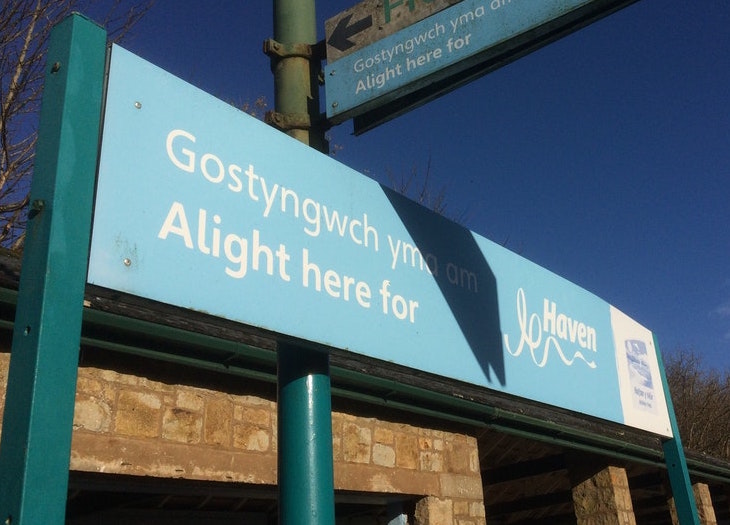 Gostyngwch yma am
Alight here for
Gostyngwch yma am
Alight here for
Haven